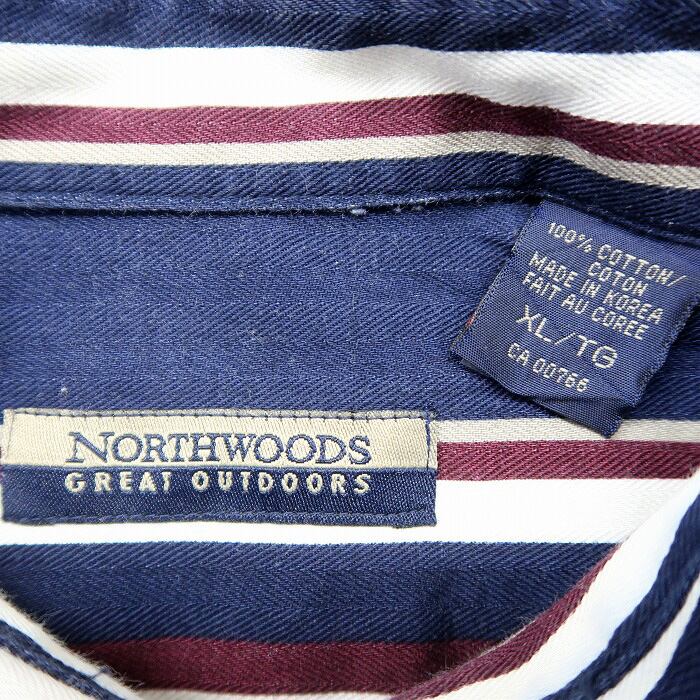 100% COTTON/
COTON
MADE IN KOREA
FAIT AU COREE
XL/TG
CA 00766
NORTHWOODS
GREAT OUTDOORS